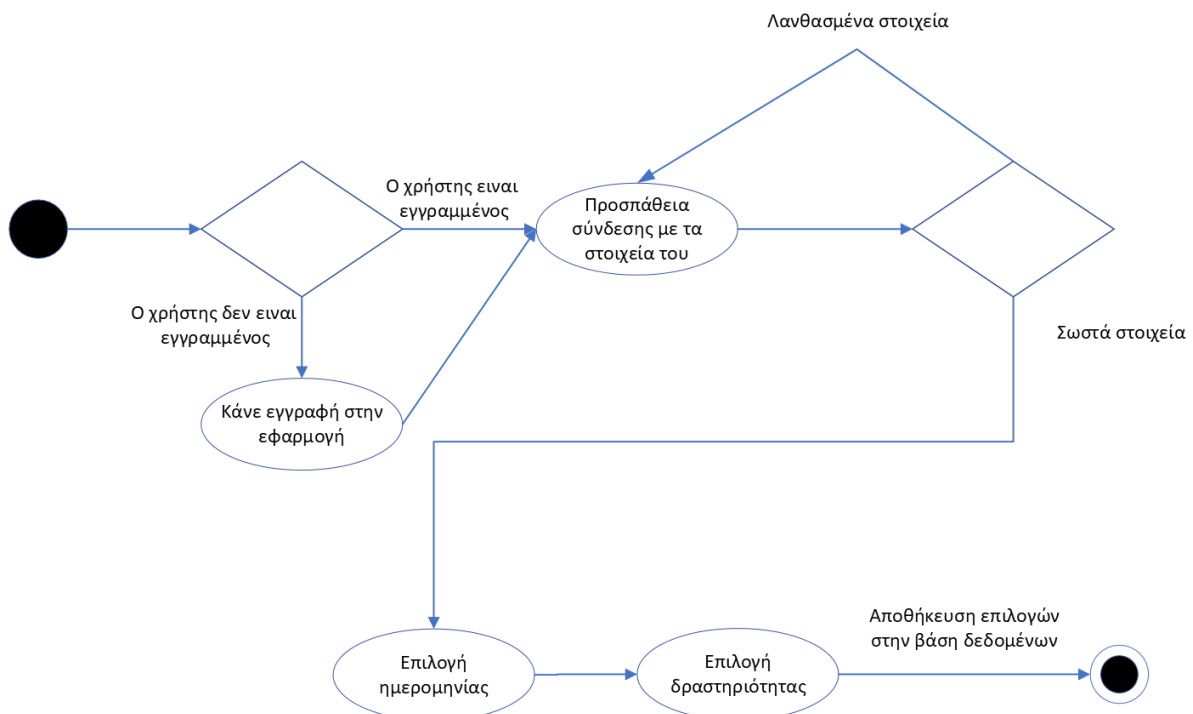 Λανθασμένα στοιχεία
Ο χρήστης ειναι
εγγραμμένος
Προσπάθεια
σύνδεσης με τα
στοιχεία του
Ο χρήστης δεν ειναι
εγγραμμένος
Σωστά στοιχεία
Κάνε εγγραφή στην
εφαρμογή
Αποθήκευση επιλογών
στην βάση δεδομένων
Επιλογή
ημερομηνίας
Επιλογή
δραστηριότητας